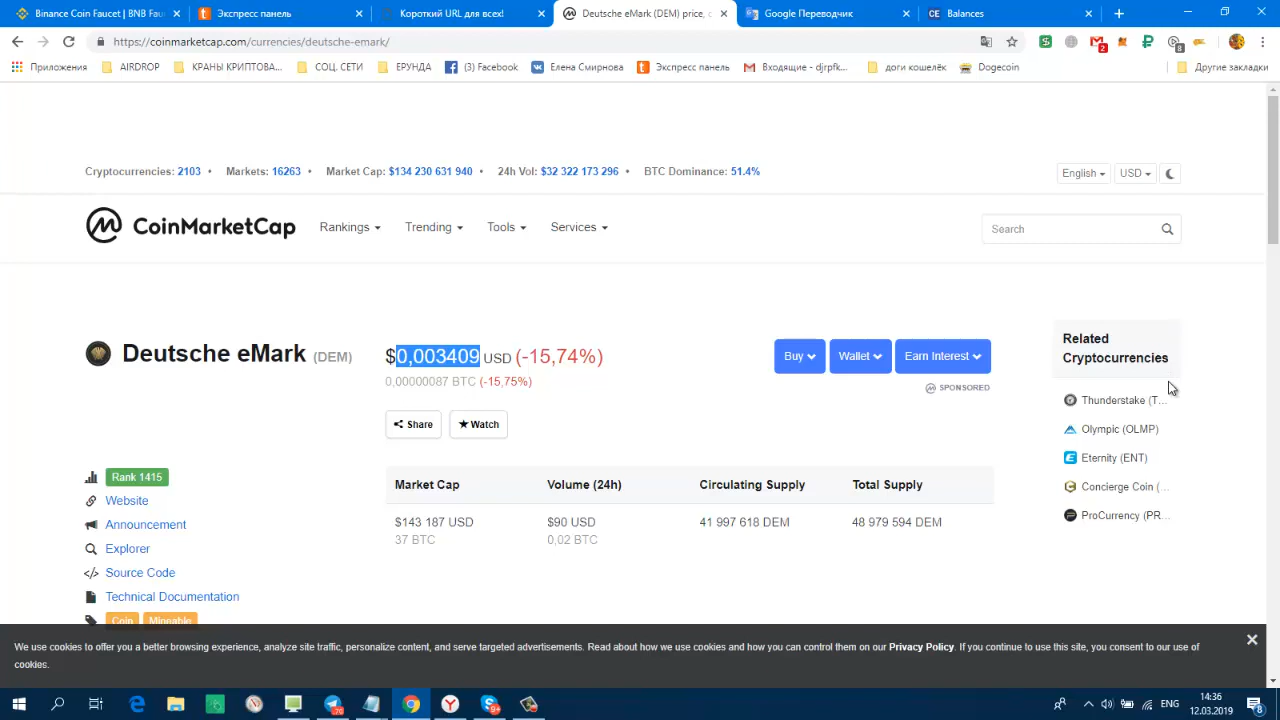 Binance Coin Faucet | BNB Fau
Экспресс панель
Короткий URL для всех!
Deutsche eMark (DEM) price, c
Google Переводчик
CE Balances
https://coinmarketcap.com/currencies/deutsche-emark/
2
8
Приложения
AIRDROP
КРАНЫ КРИПТОВА...
СОЦ. СЕТИ
ЕРУНДА
(3) Facebook
Елена Смирнова
Экспресс панель
Входящие - djrpfk...
доги кошелёк
Dogecoin
Другие закладки
Cryptocurrencies: 2103 • Markets: 16263 • Market Cap: $134 230 631 940 • 24h Vol: $32 322 173 296 • BTC Dominance: 51.4%
English
USD
CoinMarketCap
Rankings
Trending
Tools
Services
Search
Deutsche eMark (DEM)
$0,003409 USD (-15,74%)
0,00000087 BTC (-15,75%)
Buy
Wallet
Earn Interest
SPONSORED
Share
Watch
Related
Cryptocurrencies
Thunderstake (T...
Olympic (OLMP)
Eternity (ENT)
Concierge Coin (...
ProCurrency (PR...
Rank 1415
Website
Announcement
Explorer
Source Code
Technical Documentation
Coin
Mineable
Market Cap
Volume (24h)
Circulating Supply
Total Supply
$143 187 USD
$90 USD
41 997 618 DEM
48 979 594 DEM
37 BTC
0,02 BTC
We use cookies to offer you a better browsing experience, analyze site traffic, personalize content, and serve targeted advertisements. Read about how we use cookies and how you can control them on our Privacy Policy. If you continue to use this site, you consent to our use of
cookies.
ENG
14:36
12.03.2019